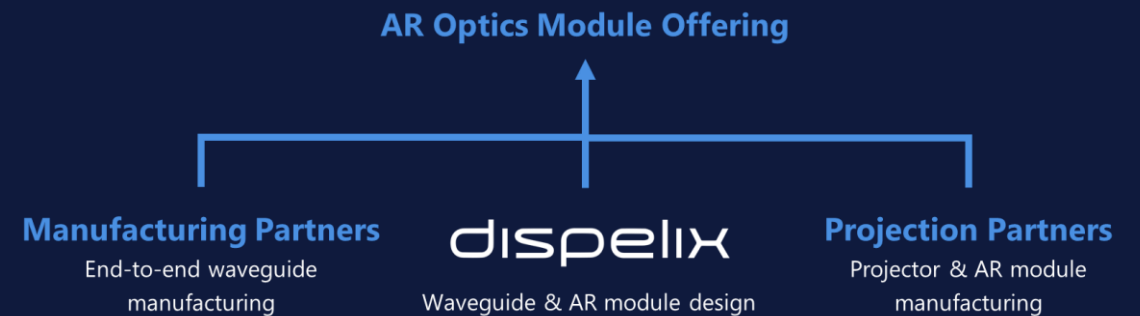 AR Optics Module Offering
Manufacturing Partners
End-to-end waveguide
manufacturing
dispelix
Waveguide & AR module design
Projection Partners
Projector & AR module
manufacturing